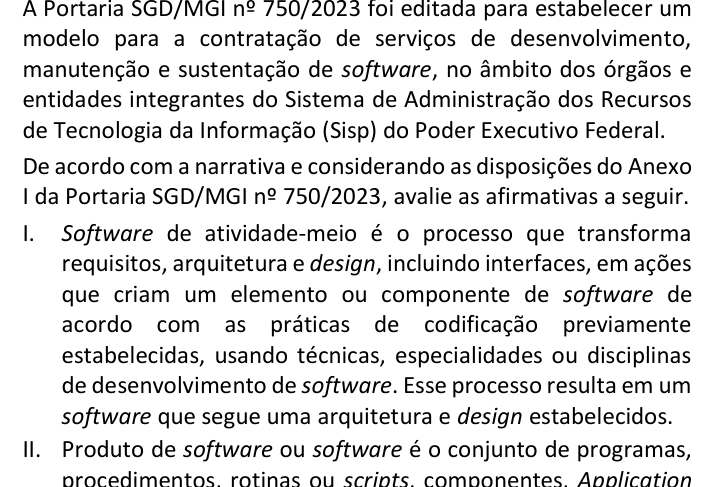 A Portaria SGD/MGI nº 750/2023 foi editada para estabelecer um
modelo para a contratação de serviços de desenvolvimento,
manutenção e sustentação de software, no âmbito dos órgãos e
entidades integrantes do Sistema de Administração dos Recursos
de Tecnologia da Informação (Sisp) do Poder Executivo Federal.
De acordo com a narrativa e considerando as disposições do Anexo
I da Portaria SGD/MGI nº 750/2023, avalie as afirmativas a seguir.
I. Software de atividade-meio é o processo que transforma
requisitos, arquitetura e design, incluindo interfaces, em ações
que criam um elemento ou componente de software de
acordo com as práticas de codificação previamente
estabelecidas, usando técnicas, especialidades ou disciplinas
de desenvolvimento de software. Esse processo resulta em um
software que segue uma arquitetura e design estabelecidos.
II. Produto de software ou software é o conjunto de programas,
procedimentos, rotinas ou scripts, componentes, Application